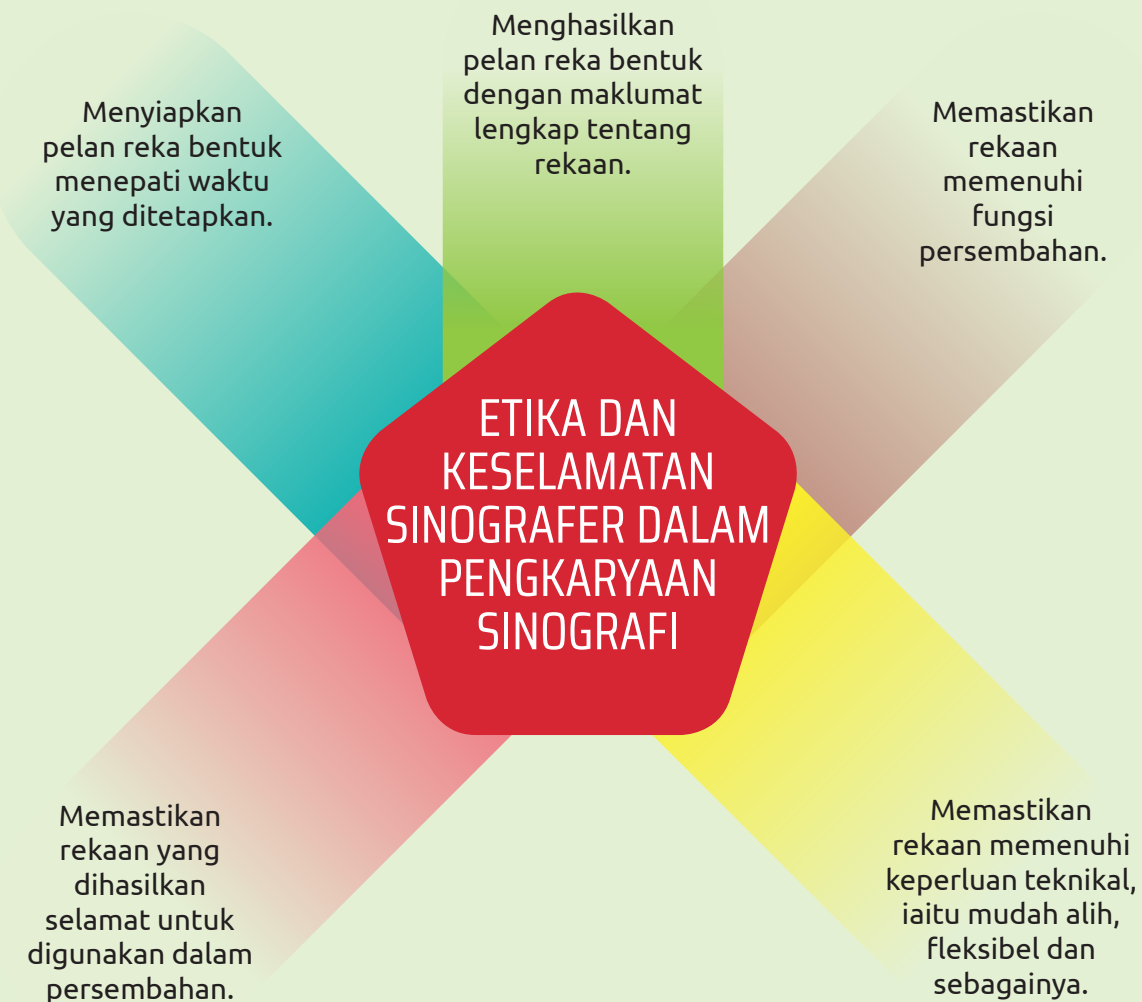 Menyiapkan
pelan reka bentuk
menepati waktu
yang ditetapkan.
Menghasilkan
pelan reka bentuk
dengan maklumat
lengkap tentang
rekaan.
Memastikan
rekaan
memenuhi
fungsi
persembahan.
ETIKA DAN
KESELAMATAN
SINOGRAFER DALAM
PENGKARYAAN
SINOGRAFI
Memastikan
rekaan yang
dihasilkan
selamat untuk
digunakan dalam
persembahan.
Memastikan
rekaan memenuhi
keperluan teknikal,
iaitu mudah alih,
fleksibel dan
sebagainya.